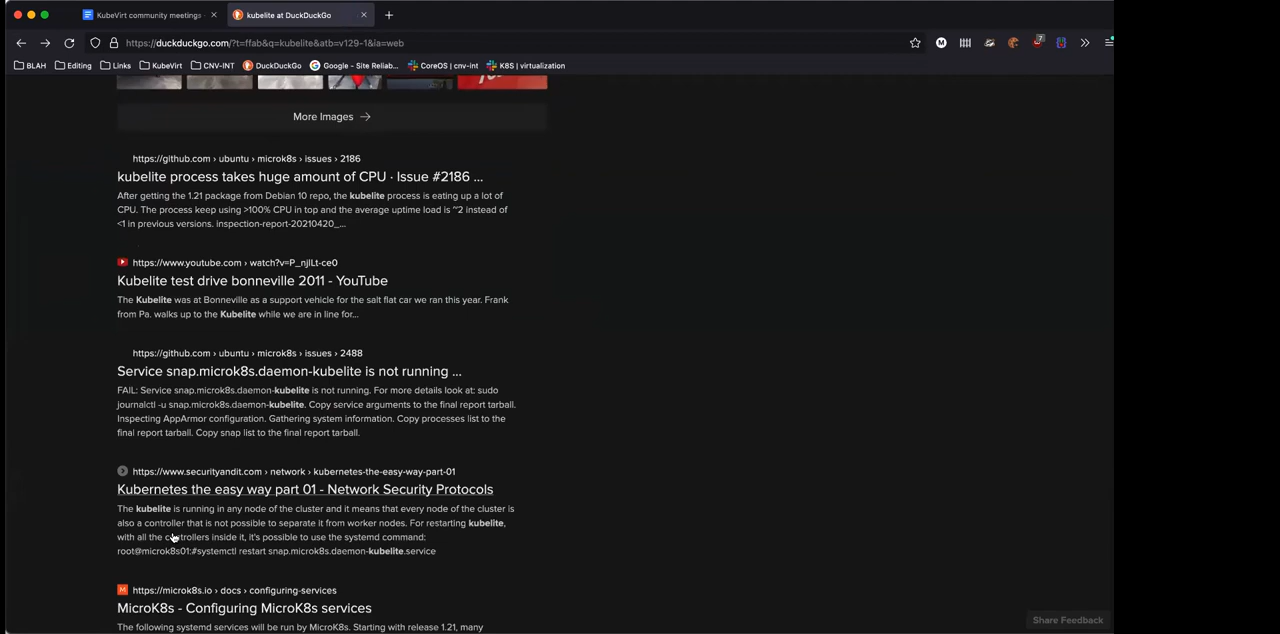 KubeVirt community meetings
kubelite at DuckDuckGo
https://duckduckgo.com/?t=ffab&q=kubelite&atb=v129-1&ia=web
7
BLAH
Editing
Links
KubeVirt
CNV-INT
DuckDuckGo
Google - Site Reliab...
CoreOS | cnv-int
K8S | virtualization
More Images
https://github.com › ubuntu › microk8s › issues › 2186
kubelite process takes huge amount of CPU · Issue #2186 ...
After getting the 1.21 package from Debian 10 repo, the kubelite process is eating up a lot of
CPU. The process keep using >100% CPU in top and the average uptime load is ~2 instead of
<1 in previous versions. inspection-report-20210420_...
https://www.youtube.com › watch?v=P_njlLt-ce0
Kubelite test drive bonneville 2011 - YouTube
The Kubelite was at Bonneville as a support vehicle for the salt flat car we ran this year. Frank
from Pa. walks up to the Kubelite while we are in line for...
https://github.com › ubuntu › microk8s › issues › 2488
Service snap.microk8s.daemon-kubelite is not running ...
FAIL: Service snap.microk8s.daemon-kubelite is not running. For more details look at: sudo
journalctl -u snap.microk8s.daemon-kubelite. Copy service arguments to the final report tarball.
Inspecting AppArmor configuration. Gathering system information. Copy processes list to the
final report tarball. Copy snap list to the final report tarball.
https://www.securityandit.com › network › kubernetes-the-easy-way-part-01
Kubernetes the easy way part 01 - Network Security Protocols
The kubelite is running in any node of the cluster and it means that every node of the cluster is
also a controller that is not possible to separate it from worker nodes. For restarting kubelite,
with all the controllers inside it, it's possible to use the systemd command:
root@microk8s01:#systemctl restart snap.microk8s.daemon-kubelite.service
https://microk8s.io › docs › configuring-services
MicroK8s - Configuring MicroK8s services
The following systemd services will be run by MicroK8s. Starting with release 1.21, many
Share Feedback